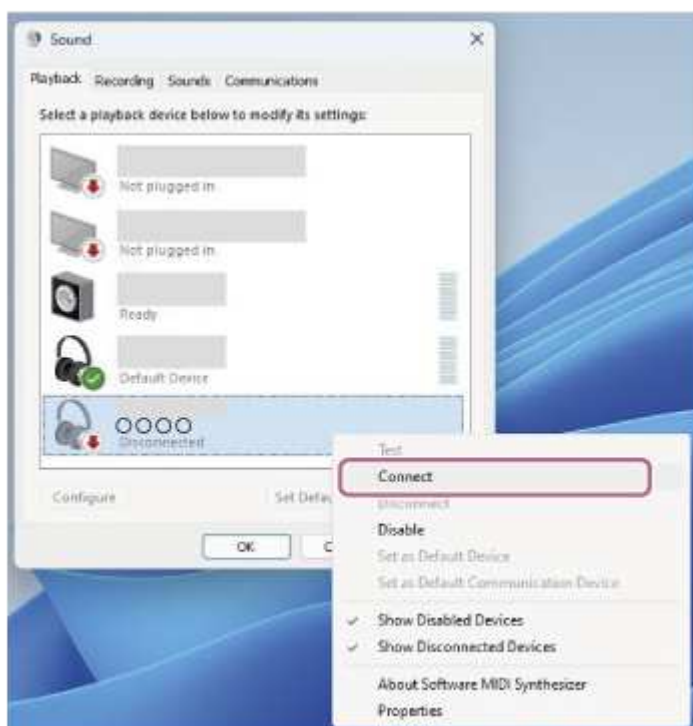 Sound
Playback Recording Sounds Communications
Select a playback device below to modify its settings:
Not plugged in
Not plugged in
Ready
Default Device
○○○○
Disconnected
Test
Connect
Disconnect
Configure
Set Defau
Disable
OK
C
Set as Default Device
Set as Default Communication Device
Show Disabled Devices
Show Disconnected Devices
About Software MIDI Synthesizer
Properties